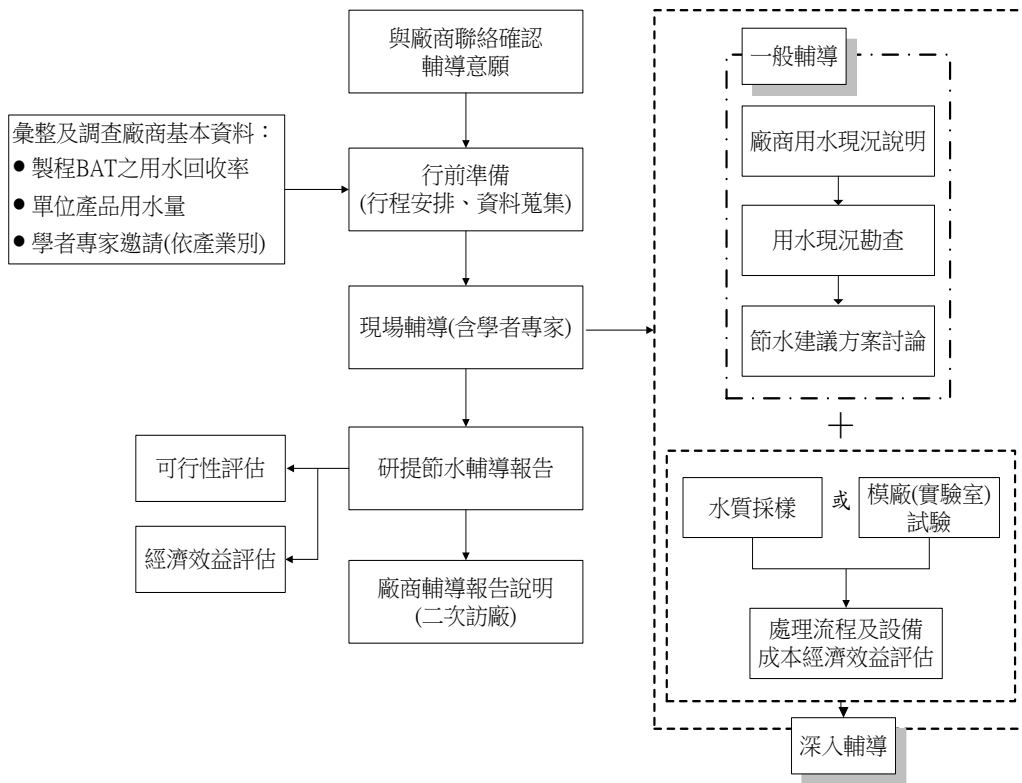 與廠商聯絡確認
輔導意願
彙整及調查廠商基本資料：
● 製程BAT之用水回收率
● 單位產品用水量
● 學者專家邀請(依產業別)
行前準備
(行程安排、資料蒐集)
現場輔導(含學者專家)
研提節水輔導報告
可行性評估
經濟效益評估
廠商輔導報告說明
(二次訪廠)
一般輔導
廠商用水現況說明
用水現況勘查
節水建議方案討論
+
水質採樣
或
模廠(實驗室)
試驗
處理流程及設備
成本經濟效益評估
深入輔導